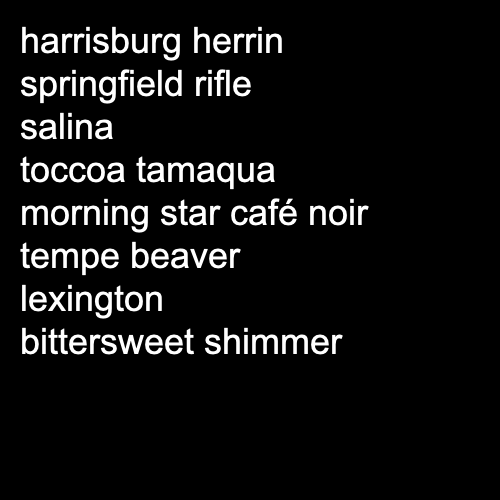 harrisburg herrin
springfield rifle
salina
toccoa tamaqua
morning star café noir
tempe beaver
lexington
bittersweet shimmer